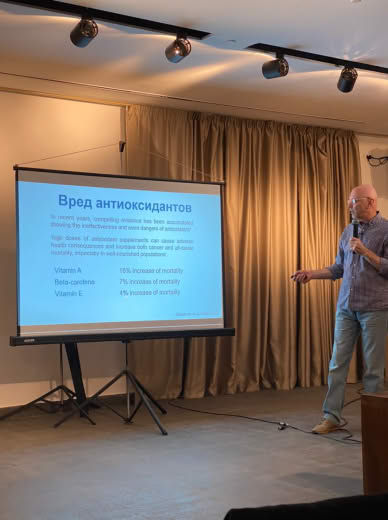 Вред антиоксидантов
In recent years, compelling evidence has been accumulated
showing the ineffectiveness and even dangers of antioxidants
High doses of antioxidant supplements can cause adverse
health consequences and increase both cancer and all-cause
mortality, especially in well-nourished populations
Vitamin A 16% increase of mortality
Beta-carotene 7% increase of mortality
Vitamin E 4% increase of mortality